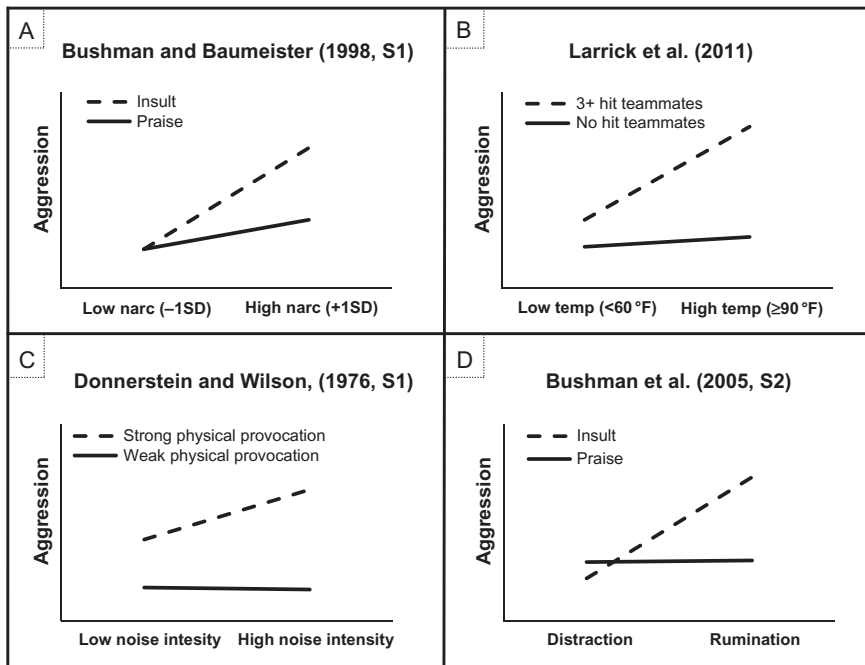 A
Bushman and Baumeister (1998, S1)
Insult
Praise
Aggression
Low narc (–1SD)
High narc (+1SD)
B
Larrick et al. (2011)
3+ hit teammates
No hit teammates
Aggression
Low temp (<60 °F)
High temp (≥90 °F)
C
Donnerstein and Wilson, (1976, S1)
Strong physical provocation
Weak physical provocation
Aggression
Low noise intesity
High noise intensity
D
Bushman et al. (2005, S2)
Insult
Praise
Aggression
Distraction
Rumination